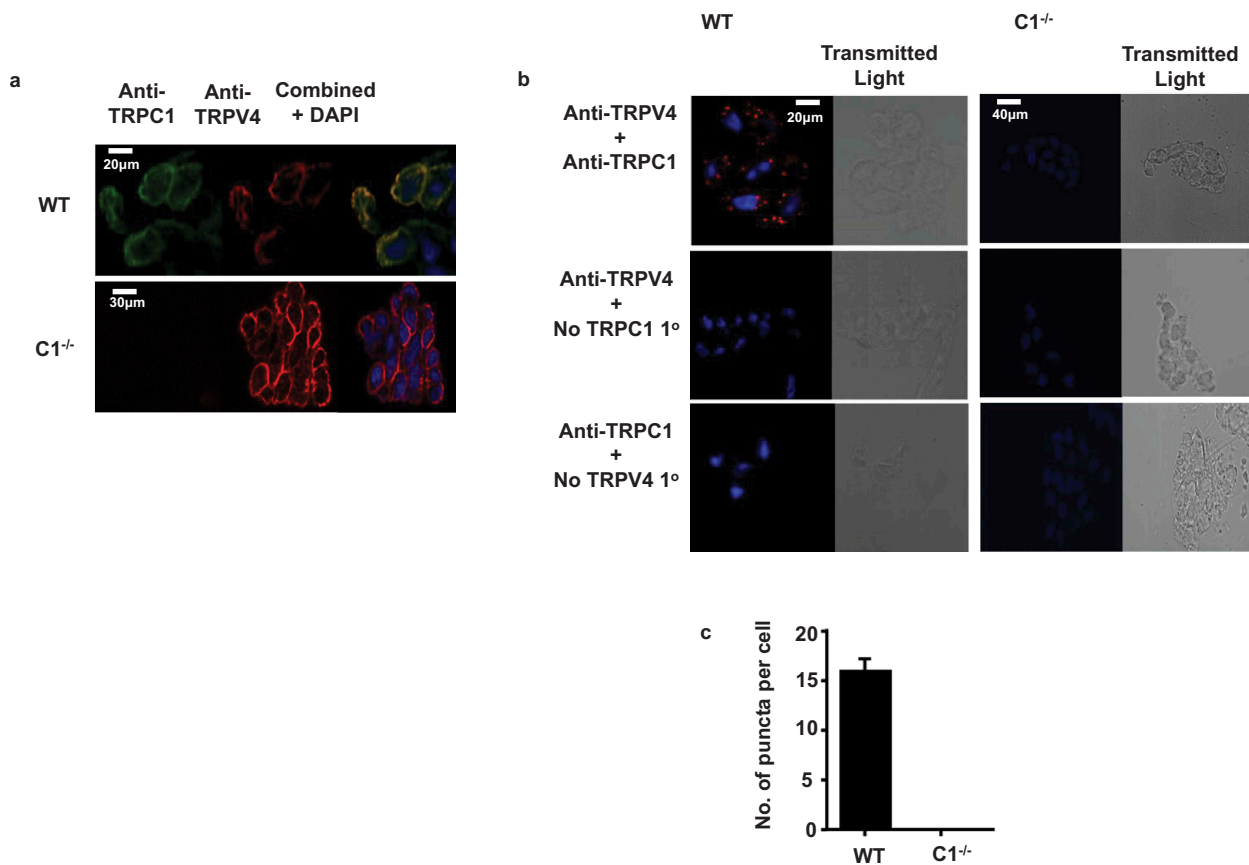 a
Anti-
TRPC1
Anti-
TRPV4
Combined
+ DAPI
20µm
WT
30µm
C1-/-
b
WT
C1-/-
Transmitted
Light
Transmitted
Light
Anti-TRPV4
+
Anti-TRPC1
20µm
40µm
Anti-TRPV4
+
No TRPC1 1º
Anti-TRPC1
+
No TRPV4 1º
c
No. of puncta per cell
20
15
10
5
0
WT
C1-/-